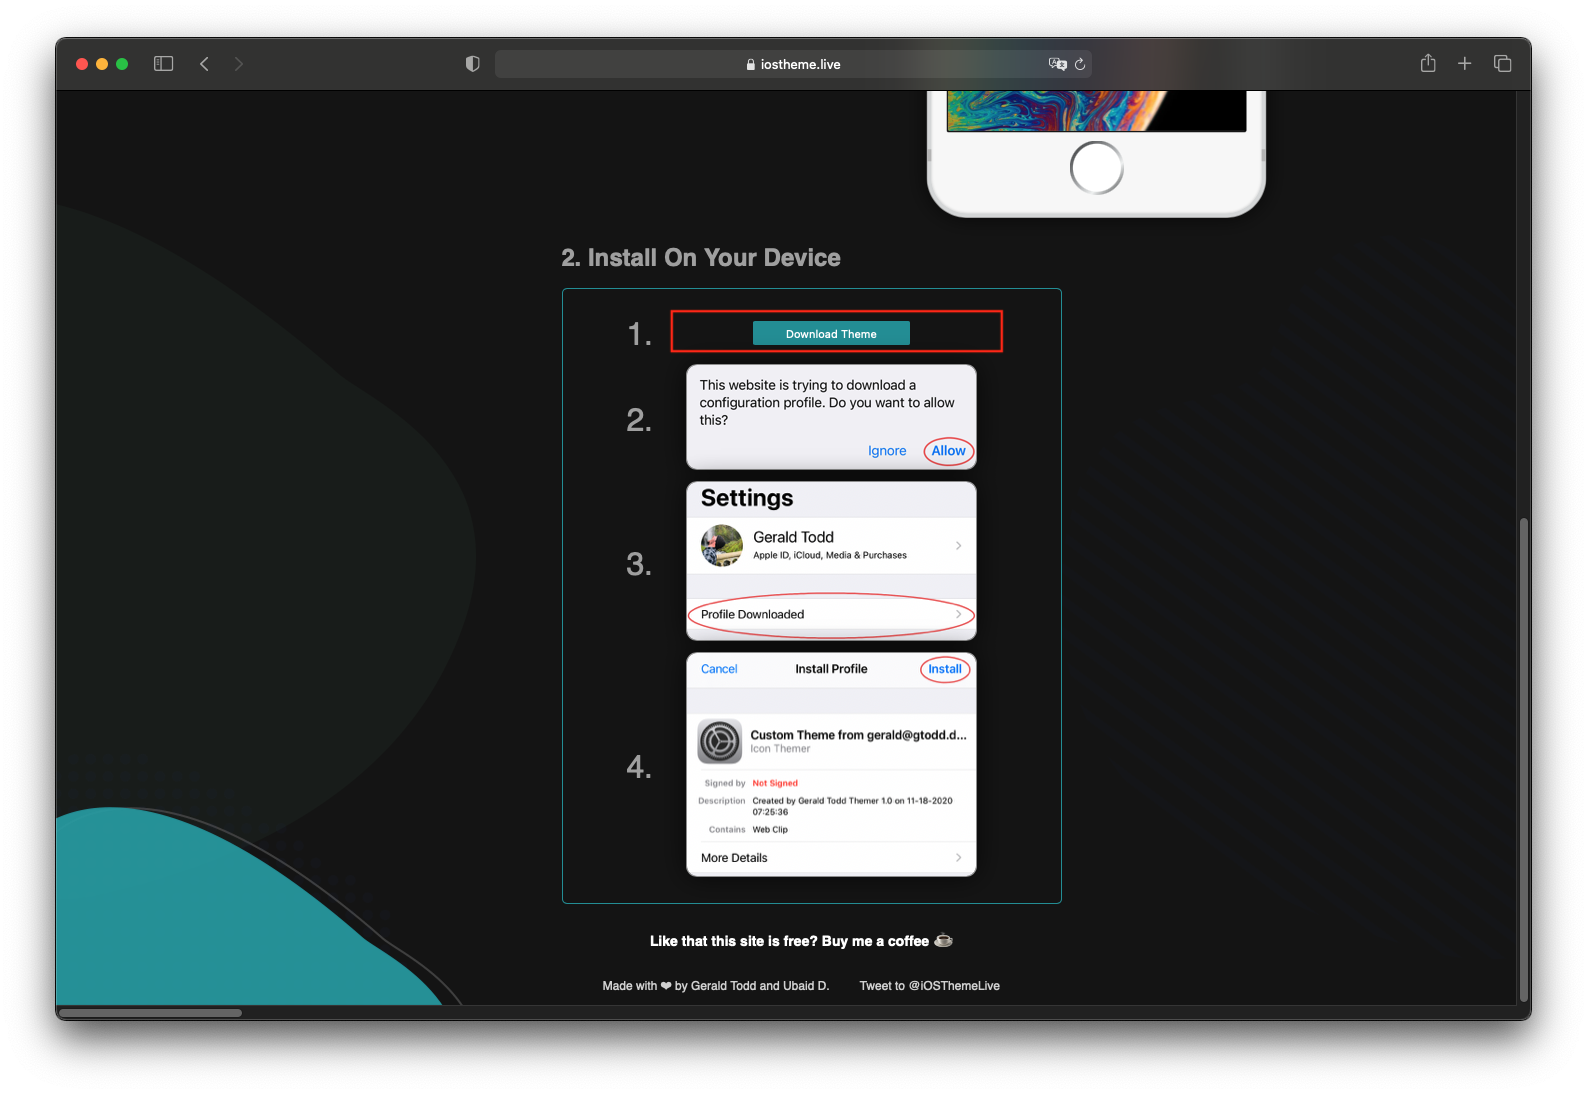 iostheme.live
2. Install On Your Device
1.
Download Theme
2.
This website is trying to download a
configuration profile. Do you want to allow
this?
Ignore
Allow
3.
Settings
Gerald Todd
Apple ID, iCloud, Media & Purchases
Profile Downloaded
4.
Cancel
Install Profile
Install
Custom Theme from gerald@gtodd.d...
Icon Themer
Signed by Not Signed
Description Created by Gerald Todd Themer 1.0 on 11-18-2020
07:25:36
Contains Web Clip
More Details
Like that this site is free? Buy me a coffee ☕
Made with ❤ by Gerald Todd and Ubaid D.
Tweet to @iOSThemeLive